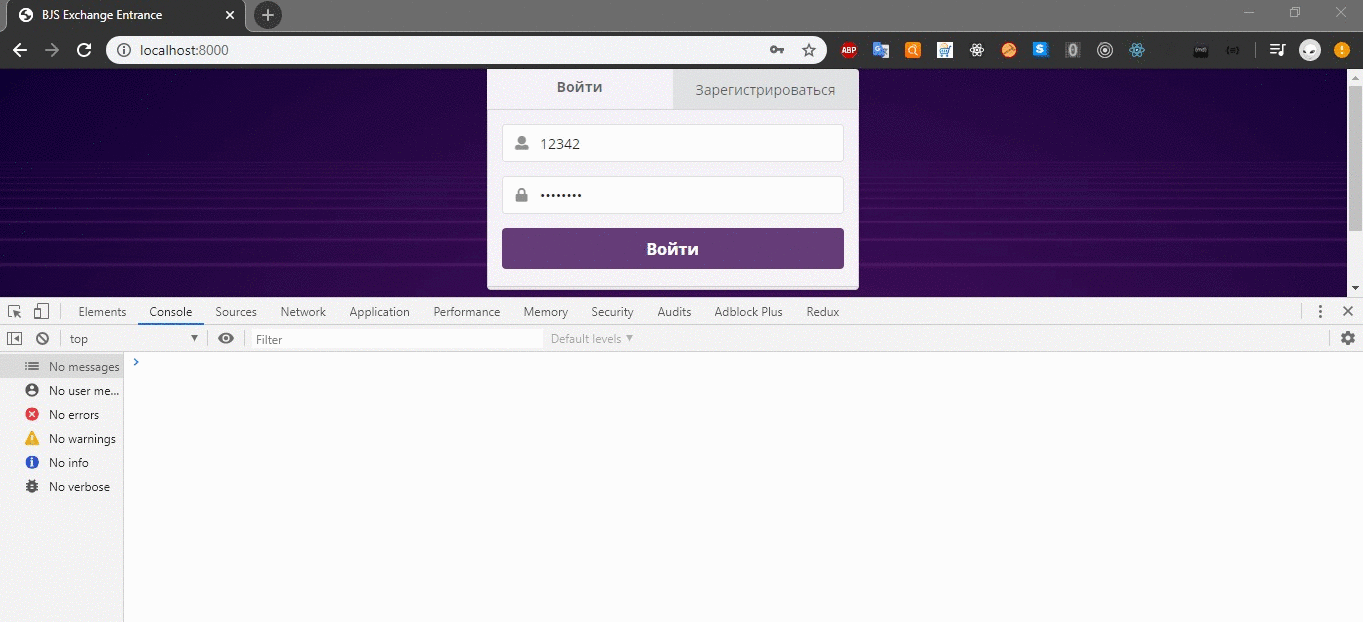 BJS Exchange Entrance
localhost:8000
ABP
Войти
Зарегистрироваться
12342
••••••••
Войти
Elements
Console
Sources
Network
Application
Performance
Memory
Security
Audits
Adblock Plus
Redux
top
Filter
Default levels
No messages
No user me...
No errors
No warnings
No info
No verbose